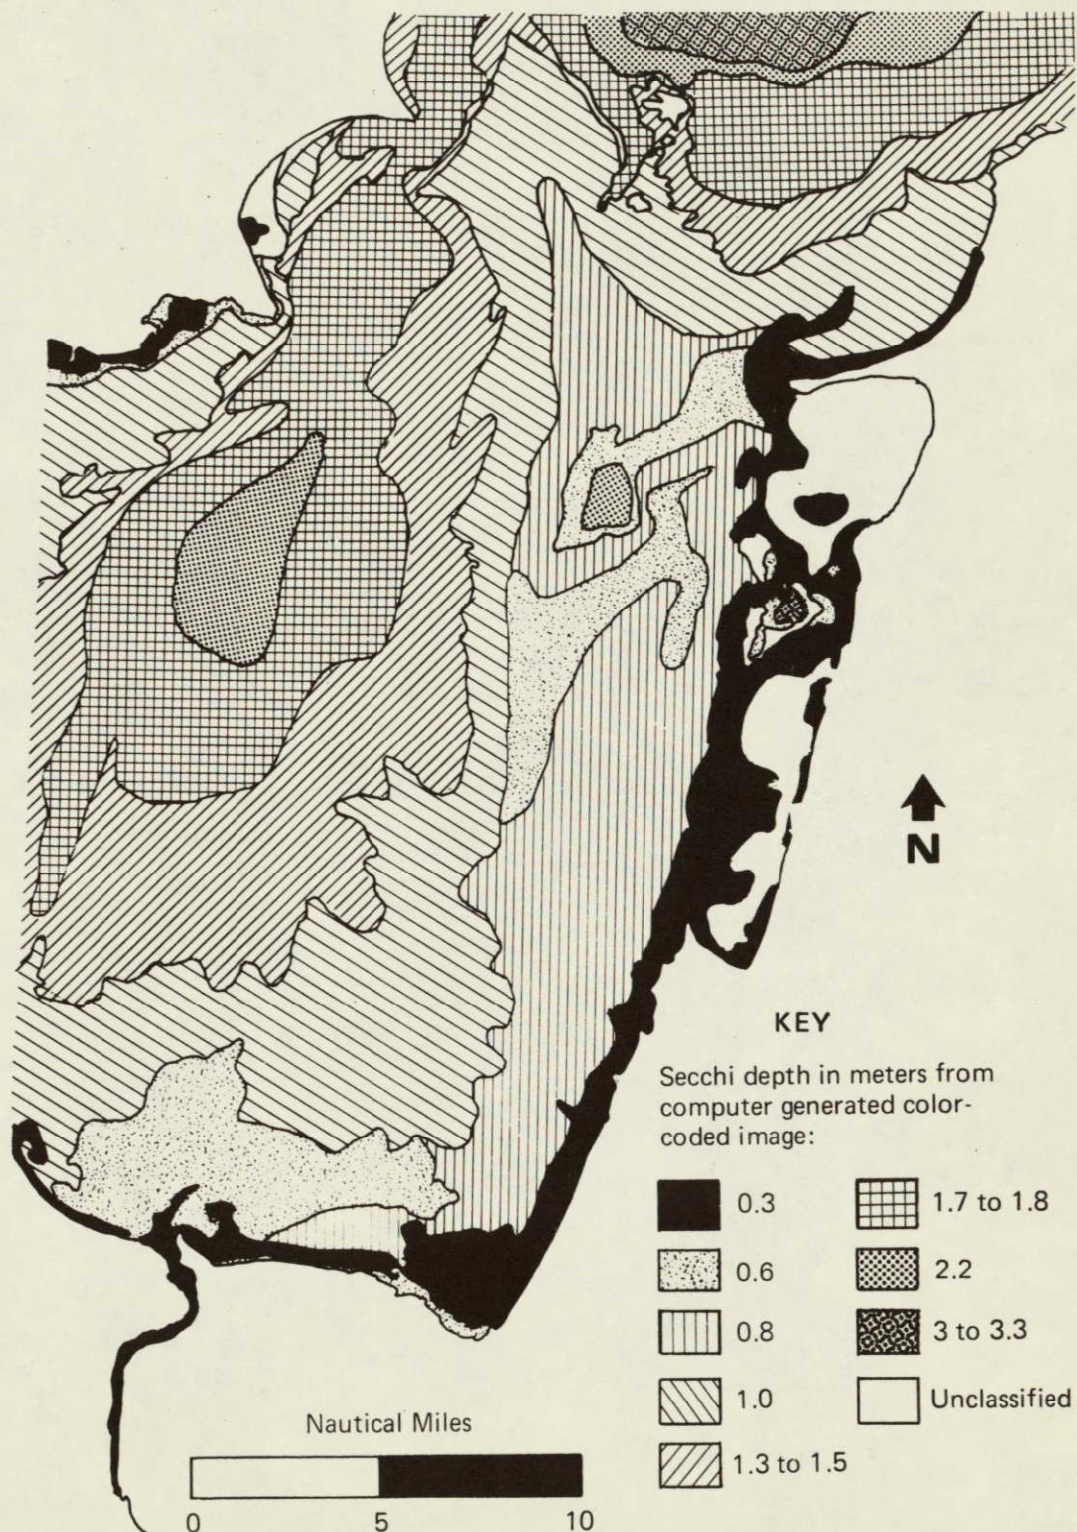 N
KEY
Secchi depth in meters from
computer generated color-
coded image:
0.3
0.6
0.8
1.0
1.3 to 1.5
1.7 to 1.8
2.2
3 to 3.3
Unclassified
Nautical Miles
0 5 10